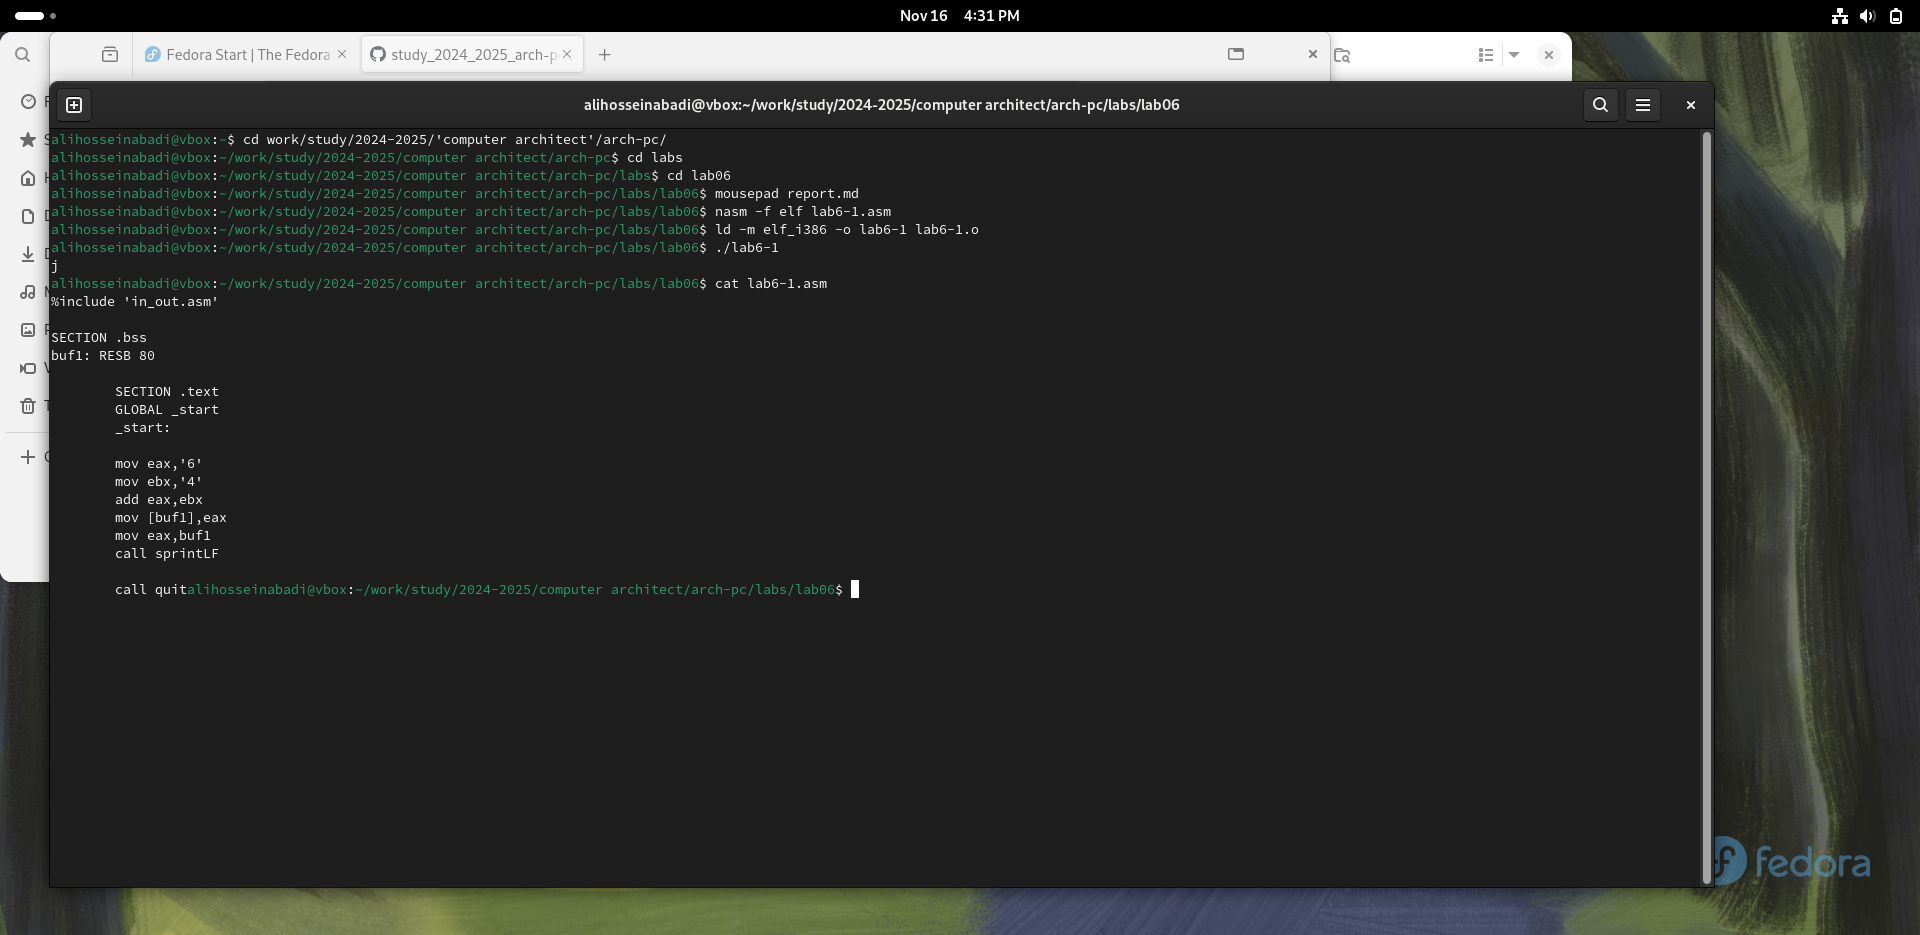 Nov 16 4:31 PM
Fedora Start | The Fedora
study_2024_2025_arch-p
alihosseinabadi@vbox:~/work/study/2024-2025/computer architect/arch-pc/labs/lab06
alihosseinabadi@vbox:~$ cd work/study/2024-2025/'computer architect'/arch-pc/
alihosseinabadi@vbox:~/work/study/2024-2025/computer architect/arch-pc$ cd labs
alihosseinabadi@vbox:~/work/study/2024-2025/computer architect/arch-pc/labs$ cd lab06
alihosseinabadi@vbox:~/work/study/2024-2025/computer architect/arch-pc/labs/lab06$ mousepad report.md
alihosseinabadi@vbox:~/work/study/2024-2025/computer architect/arch-pc/labs/lab06$ nasm -f elf lab6-1.asm
alihosseinabadi@vbox:~/work/study/2024-2025/computer architect/arch-pc/labs/lab06$ ld -m elf_i386 -o lab6-1 lab6-1.o
alihosseinabadi@vbox:~/work/study/2024-2025/computer architect/arch-pc/labs/lab06$ ./lab6-1
j
alihosseinabadi@vbox:~/work/study/2024-2025/computer architect/arch-pc/labs/lab06$ cat lab6-1.asm
%include 'in_out.asm'
SECTION .bss
buf1: RESB 80
SECTION .text
GLOBAL _start
_start:
mov eax,'6'
mov ebx,'4'
add eax,ebx
mov [buf1],eax
mov eax,buf1
call sprintLF
call quitalihosseinabadi@vbox:~/work/study/2024-2025/computer architect/arch-pc/labs/lab06$
fedora